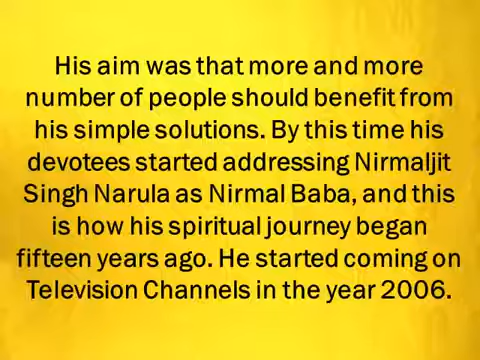 His aim was that more and more
number of people should benefit from
his simple solutions. By this time his
devotees started addressing Nirmaljit
Singh Narula as Nirmal Baba, and this
is how his spiritual journey began
fifteen years ago. He started coming on
Television Channels in the year 2006.